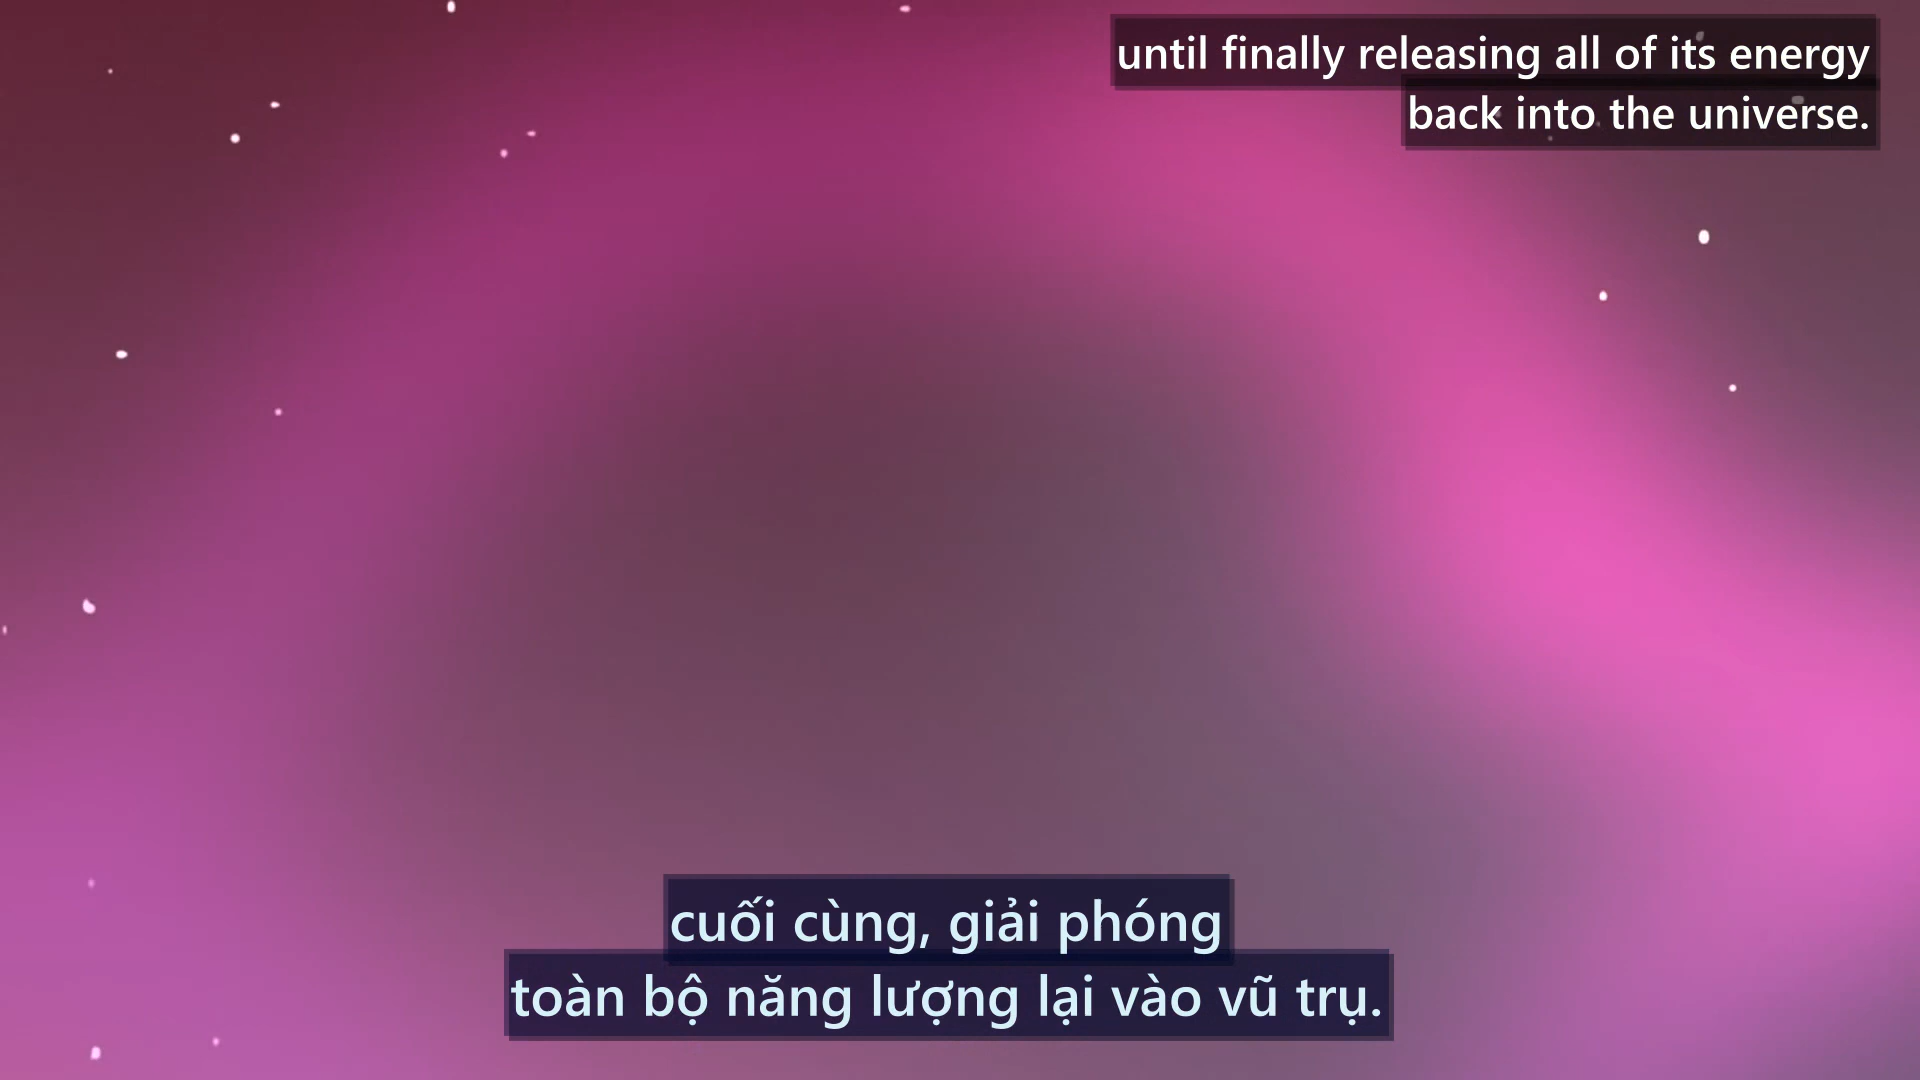 until finally releasing all of its energy
back into the universe.
cuối cùng, giải phóng
toàn bộ năng lượng lại vào vũ trụ.